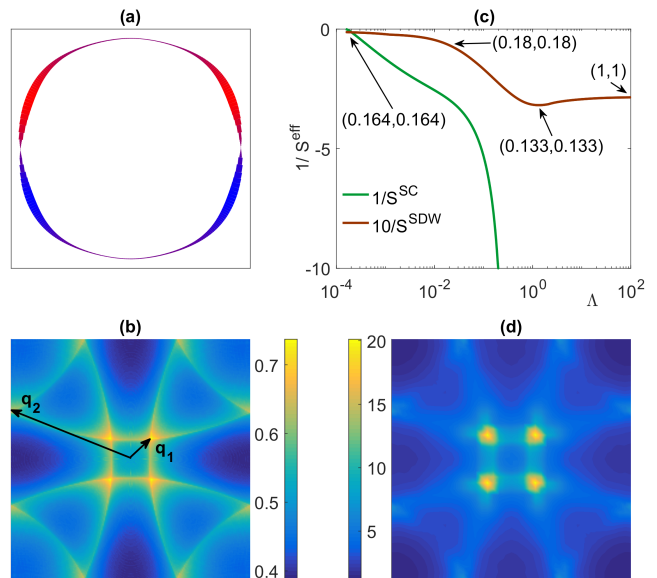 (a)
(c)
0
-5
-10
1/ S^eff
(0.18,0.18)
(1,1)
(0.164,0.164)
(0.133,0.133)
1/S^SC
10/S^SDW
10^-4
10^-2
10^0
Λ
10^2
(b)
q_2
q_1
0.7
0.6
0.5
0.4
(d)
20
15
10
5